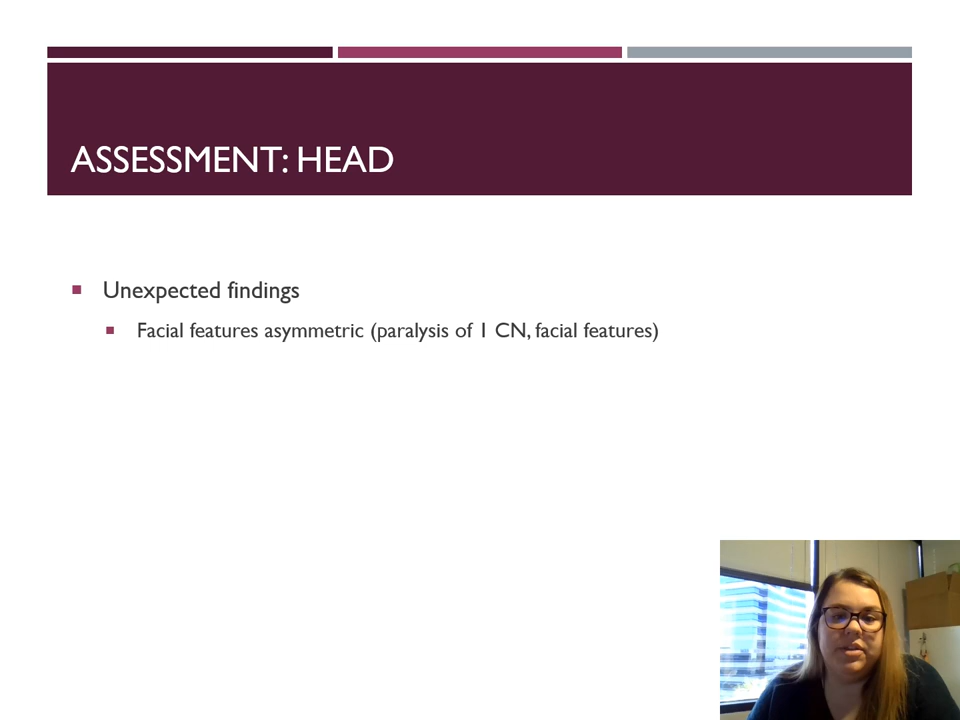 ASSESSMENT: HEAD
Unexpected findings
Facial features asymmetric (paralysis of 1 CN, facial features)